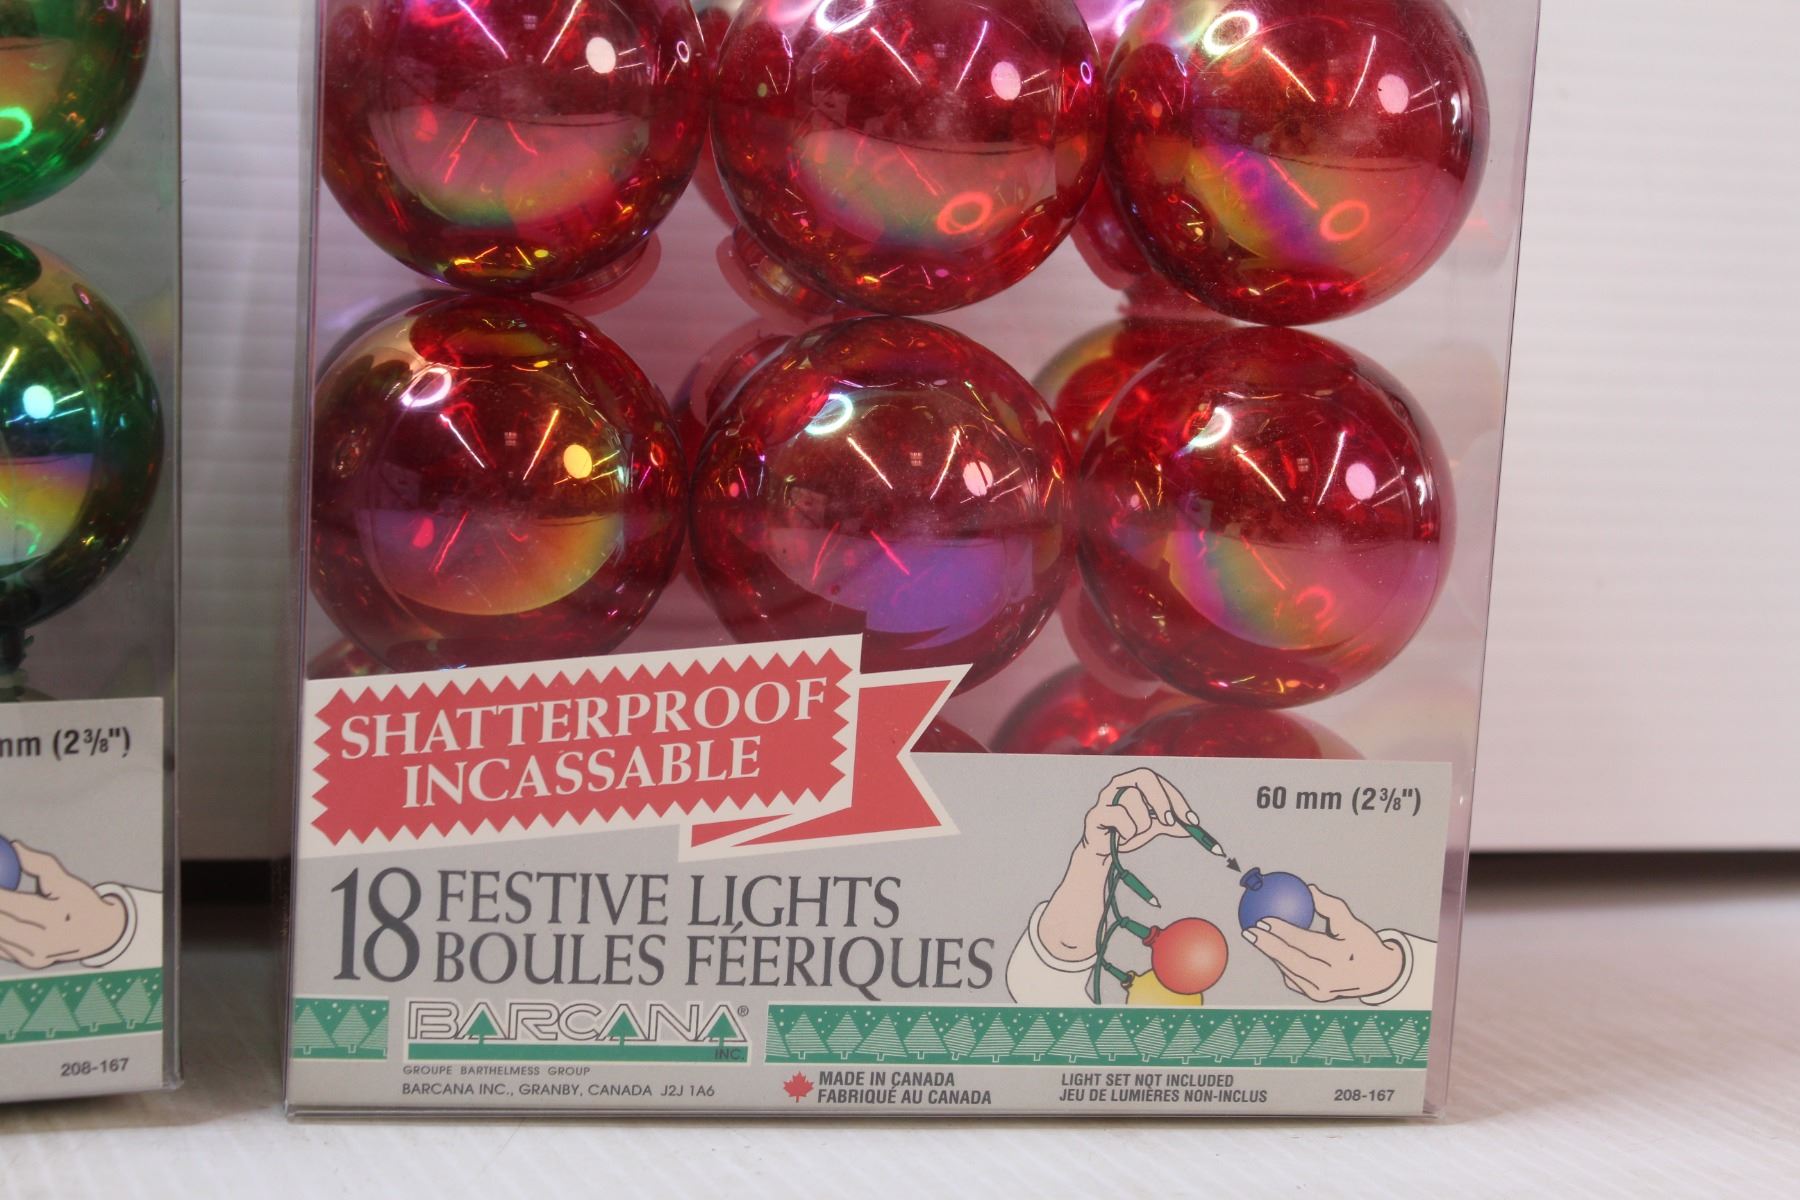 mm (2 3/8")
208-167
SHATTERPROOF
INCASSABLE
60 mm (2 3/8")
18 FESTIVE LIGHTS
BOULES FÉERIQUES
BARCANA®
INC.
GROUPE BARTHELMESS GROUP
BARCANA INC., GRANBY, CANADA J2J 1A6
MADE IN CANADA
FABRIQUÉ AU CANADA
LIGHT SET NOT INCLUDED
JEU DE LUMIÈRES NON-INCLUS
208-167